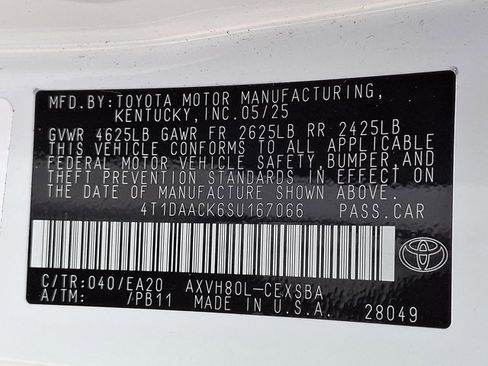 MFD.BY: TOYOTA MOTOR MANUFACTURING,
KENTUCKY, INC. 05/25
GVWR 4625LB GAWR FR 2625LB RR 2425LB
THIS VEHICLE CONFORMS TO ALL APPLICABLE
FEDERAL MOTOR VEHICLE SAFETY, BUMPER, AND
THEFT PREVENTION STANDARDS IN EFFECT ON
THE DATE OF MANUFACTURE SHOWN ABOVE.
4T1DAACK6SU167066 PASS.CAR
C/TR: 040/EA20 AXVH80L-CEXSBA
A/TM: /PB11 MADE IN U.S.A. 28049